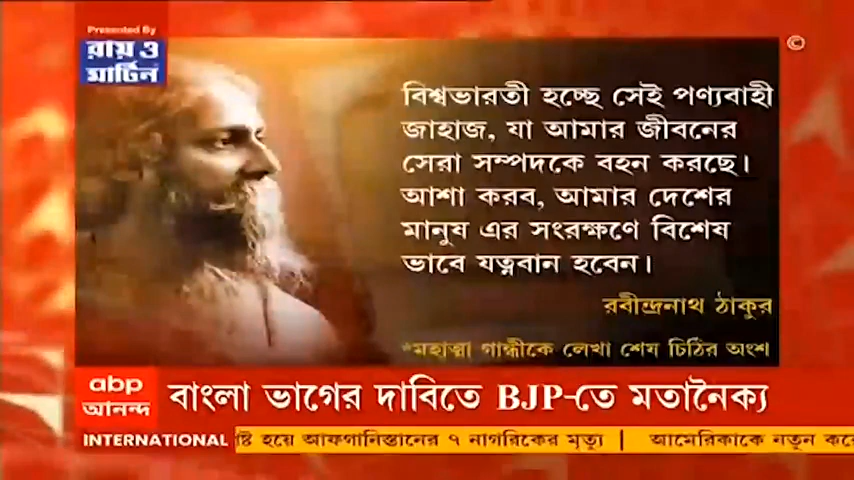 Presented By
রায় ও
মার্টিন
©
বিশ্বভারতী হচ্ছে সেই পণ্যবাহী
জাহাজ, যা আমার জীবনের
সেরা সম্পদকে বহন করছে।
আশা করব, আমার দেশের
মানুষ এর সংরক্ষণে বিশেষ
ভাবে যত্নবান হবেন।
রবীন্দ্রনাথ ঠাকুর
*মহাত্মা গান্ধীকে লেখা শেষ চিঠির অংশ
abp
আনন্দ
বাংলা ভাগের দাবিতে BJP-তে মতানৈক্য
INTERNATIONAL
হয়ে আফগানিস্তানের ৭ নাগরিকের মৃত্যু | আমেরিকাকে নতুন